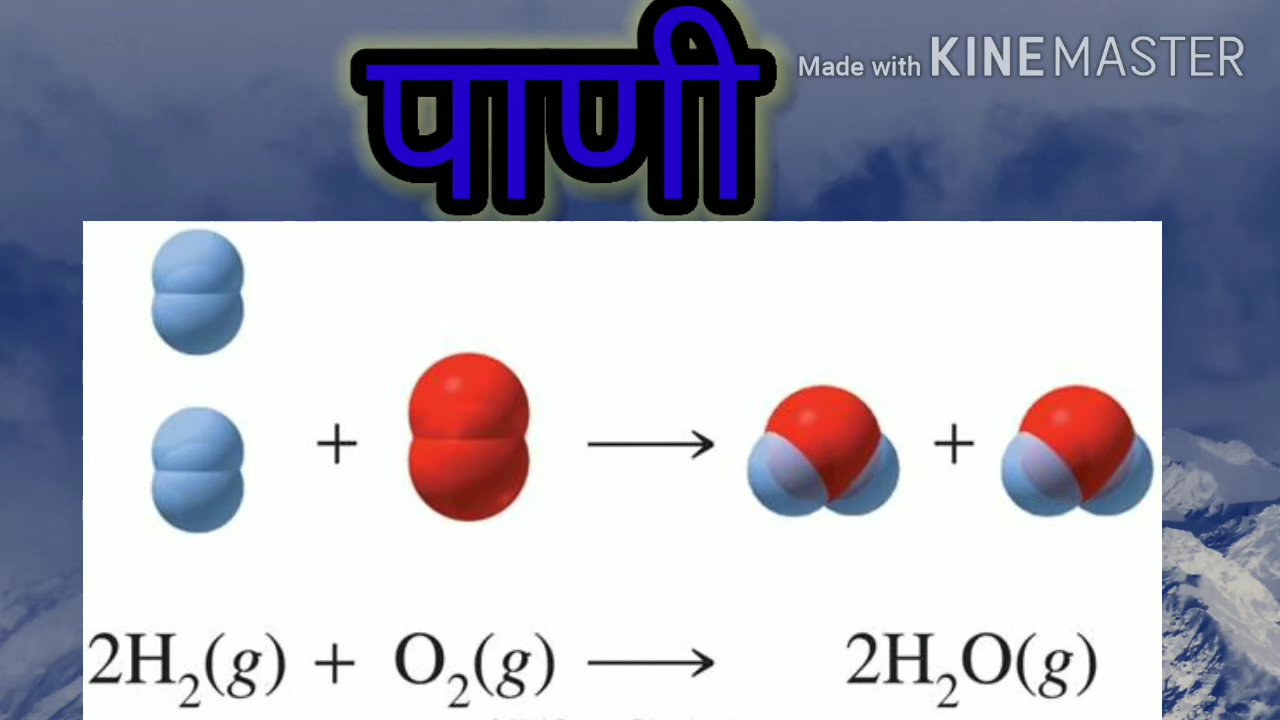 पाणी
Made with KINEMASTER
+ → +
2H₂(g) + O₂(g) → 2H₂O(g)